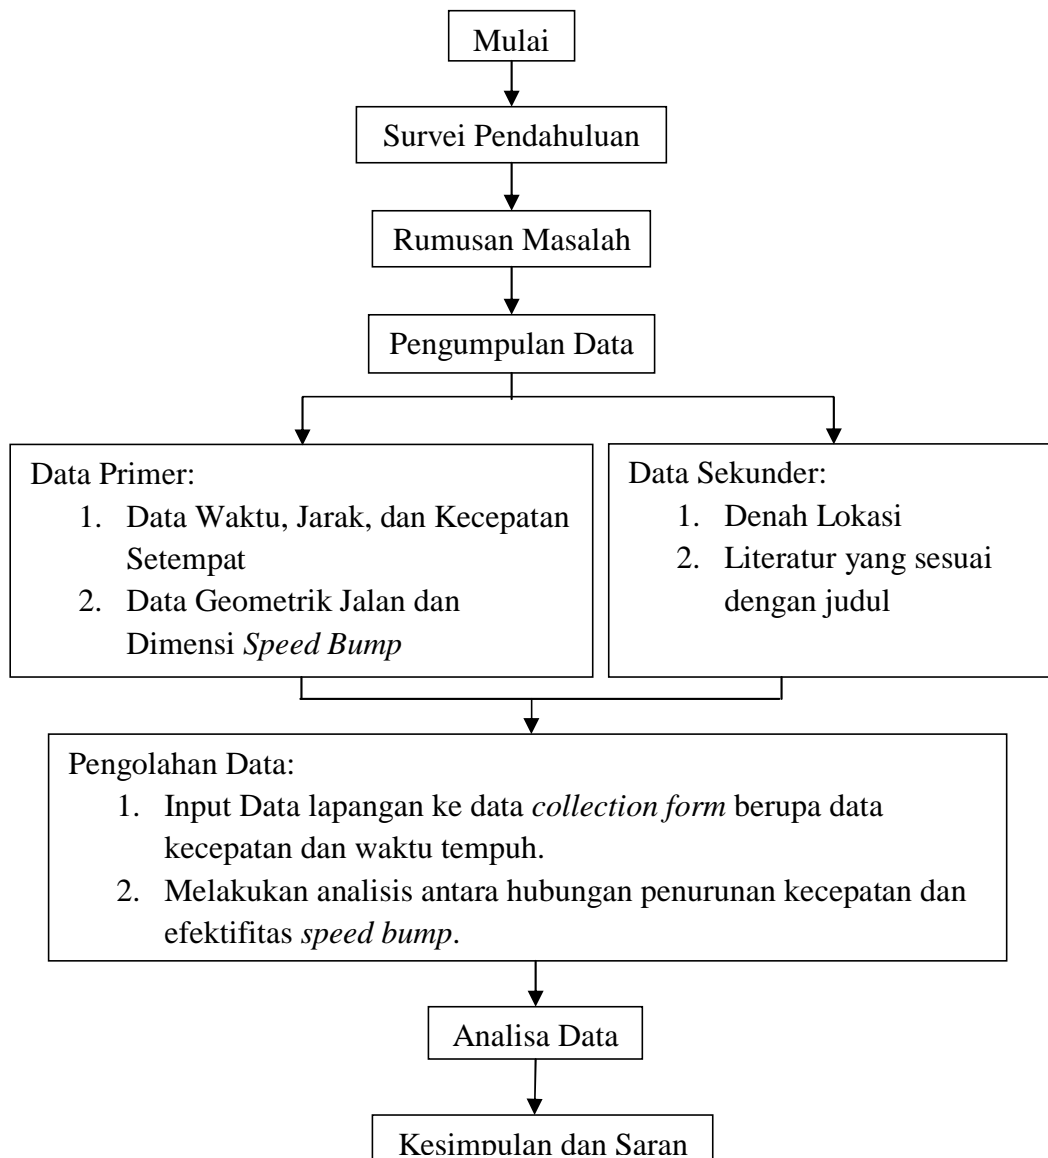 Mulai
Survei Pendahuluan
Rumusan Masalah
Pengumpulan Data
Data Primer:
1. Data Waktu, Jarak, dan Kecepatan
Setempat
2. Data Geometrik Jalan dan
Dimensi Speed Bump
Data Sekunder:
1. Denah Lokasi
2. Literatur yang sesuai
dengan judul
Pengolahan Data:
1. Input Data lapangan ke data collection form berupa data
kecepatan dan waktu tempuh.
2. Melakukan analisis antara hubungan penurunan kecepatan dan
efektifitas speed bump.
Analisa Data
Kesimpulan dan Saran